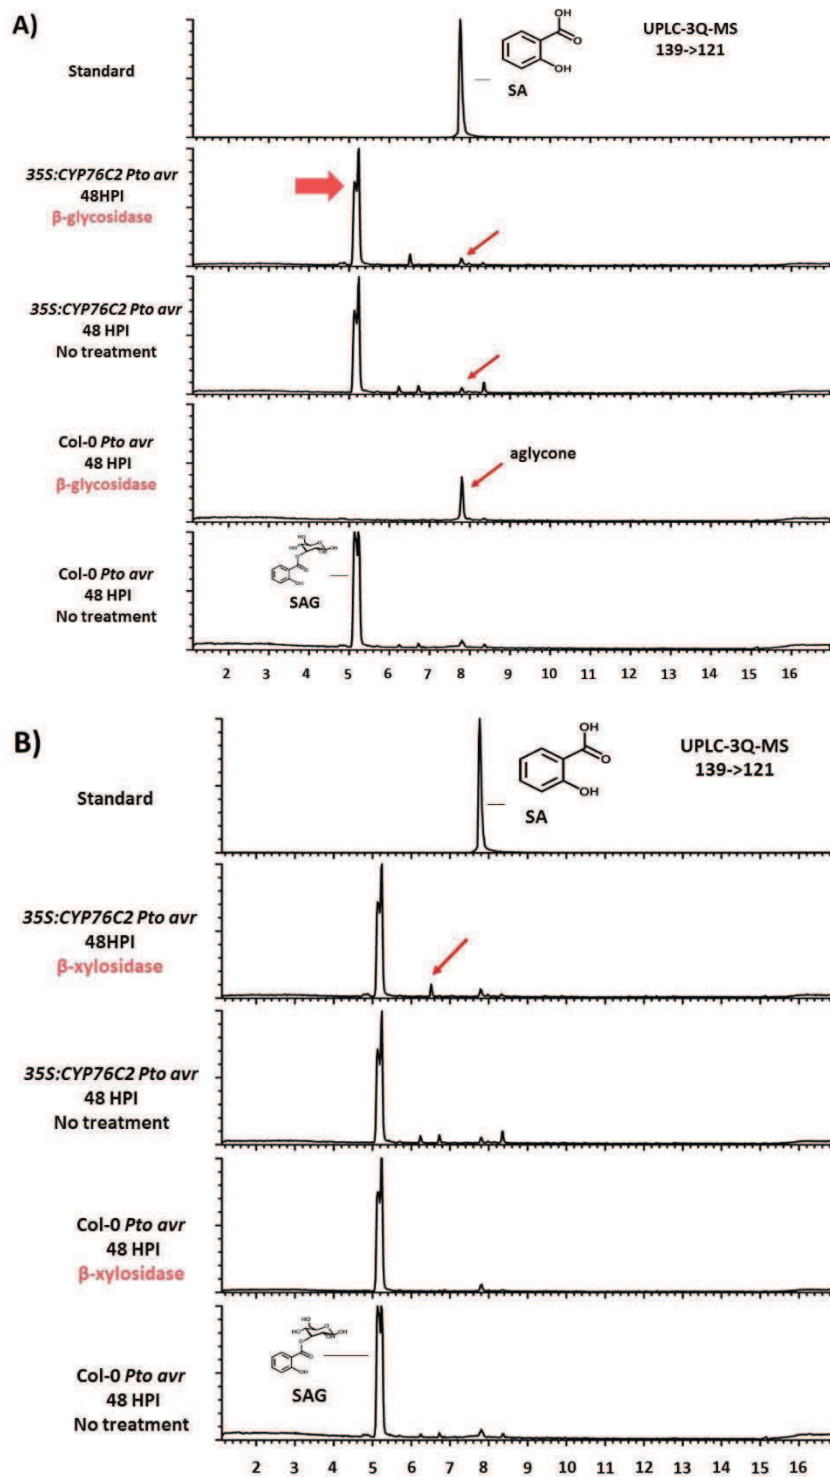 A)
OH
O
OH
SA
UPLC-3Q-MS
139->121
Standard
35S:CYP76C2 Pto avr
48HPI
β-glycosidase
35S:CYP76C2 Pto avr
48 HPI
No treatment
Col-0 Pto avr
48 HPI
β-glycosidase
aglycone
Col-0 Pto avr
48 HPI
No treatment
SAG
2 3 4 5 6 7 8 9 10 11 12 13 14 15 16
B)
OH
O
OH
SA
UPLC-3Q-MS
139->121
Standard
35S:CYP76C2 Pto avr
48HPI
β-xylosidase
35S:CYP76C2 Pto avr
48 HPI
No treatment
Col-0 Pto avr
48 HPI
β-xylosidase
Col-0 Pto avr
48 HPI
No treatment
SAG
2 3 4 5 6 7 8 9 10 11 12 13 14 15 16